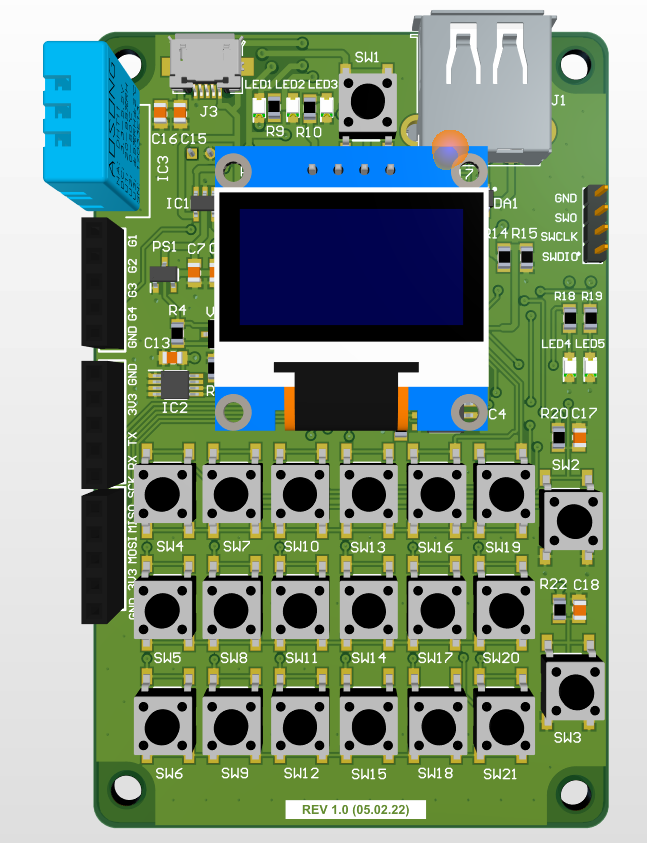 SW1
J1
LED1 LED2 LED3
J3
R9 R10
C16 C15
IC3
IC1
DA1
GND
SWO
SWCLK
SWDIO
G1
G2
G3
G4
GND
PS1
C7
R15
R4
C13
IC2
R18 R19
LED4 LED5
C4
GND
3V3
TX
RX
SCK
MISO
MOSI
3V3
GND
R20 C17
SW2
SW4 SW7 SW10 SW13 SW16 SW19
R22 C18
SW5 SW8 SW11 SW14 SW17 SW20
SW3
SW6 SW9 SW12 SW15 SW18 SW21
REV 1.0 (05.02.22)